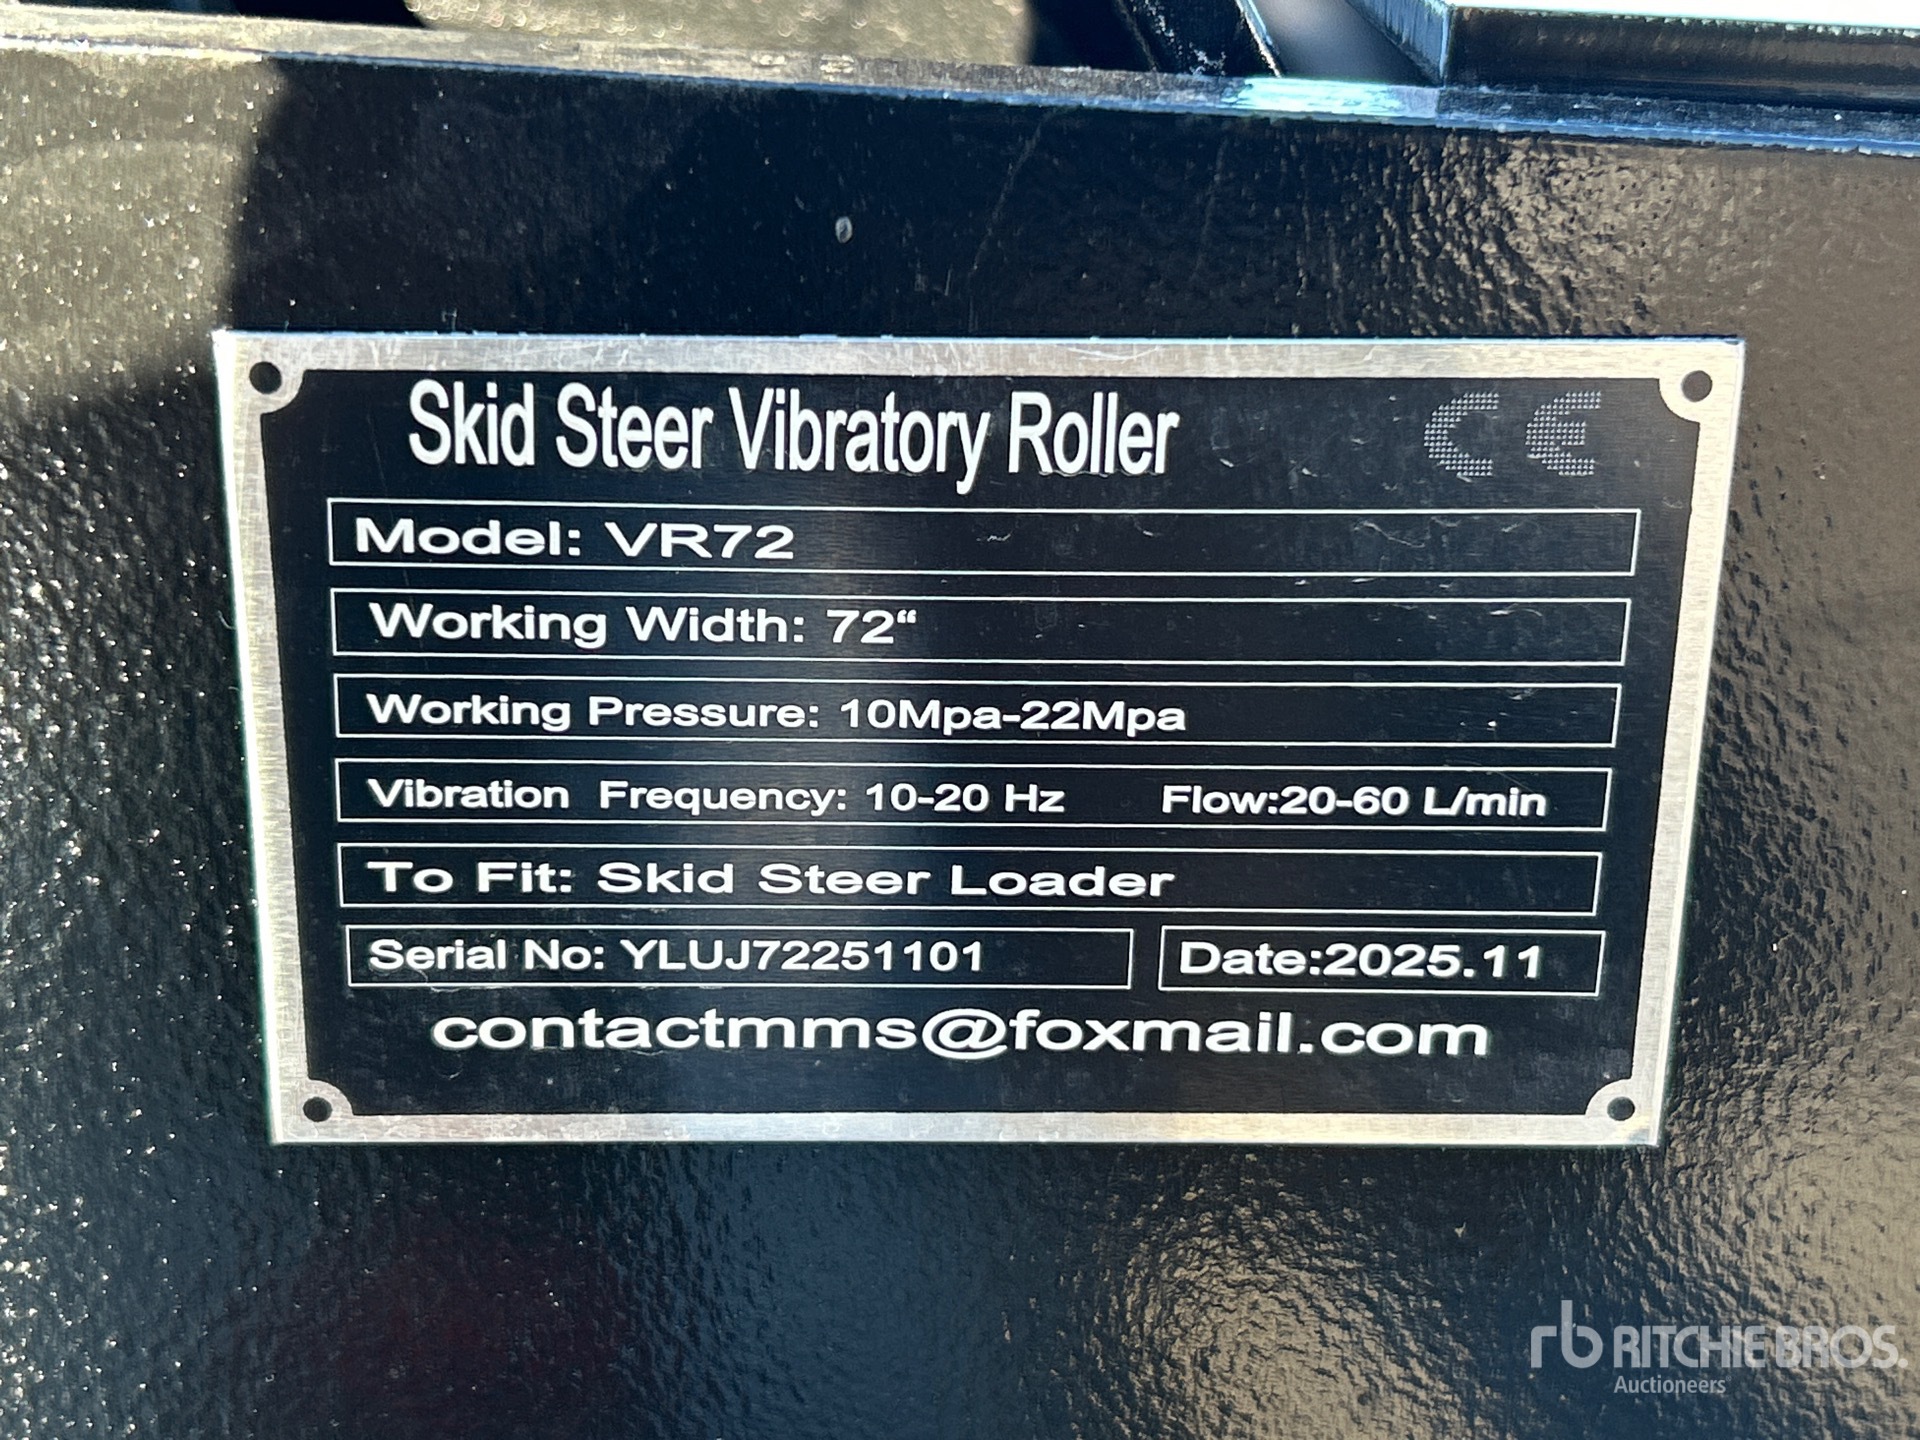 Skid Steer Vibratory Roller CE
Model: VR72
Working Width: 72“
Working Pressure: 10Mpa-22Mpa
Vibration Frequency: 10-20 Hz Flow:20-60 L/min
To Fit: Skid Steer Loader
Serial No: YLUJ72251101 Date:2025.11
contactmms@foxmail.com
rb RITCHIE BROS.
Auctioneers